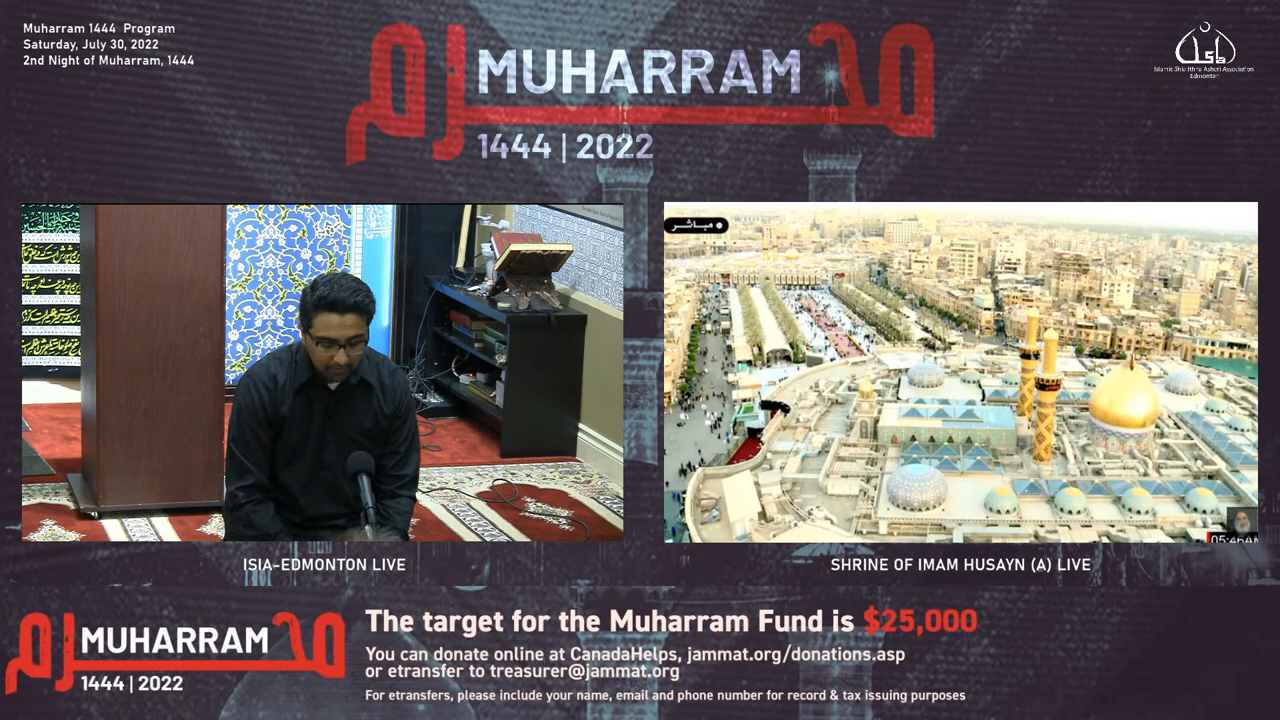 Muharram 1444 Program
Saturday, July 30, 2022
2nd Night of Muharram, 1444
محرم
MUHARRAM
1444 | 2022
Islamic Shia Ithna Asheri Association
Edmonton
مباشر
05:46AM
ISIA-EDMONTON LIVE
SHRINE OF IMAM HUSAYN (A) LIVE
محرم
MUHARRAM
1444 | 2022
The target for the Muharram Fund is $25,000
You can donate online at CanadaHelps, jammat.org/donations.asp
or etransfer to treasurer@jammat.org
For etransfers, please include your name, email and phone number for record & tax issuing purposes